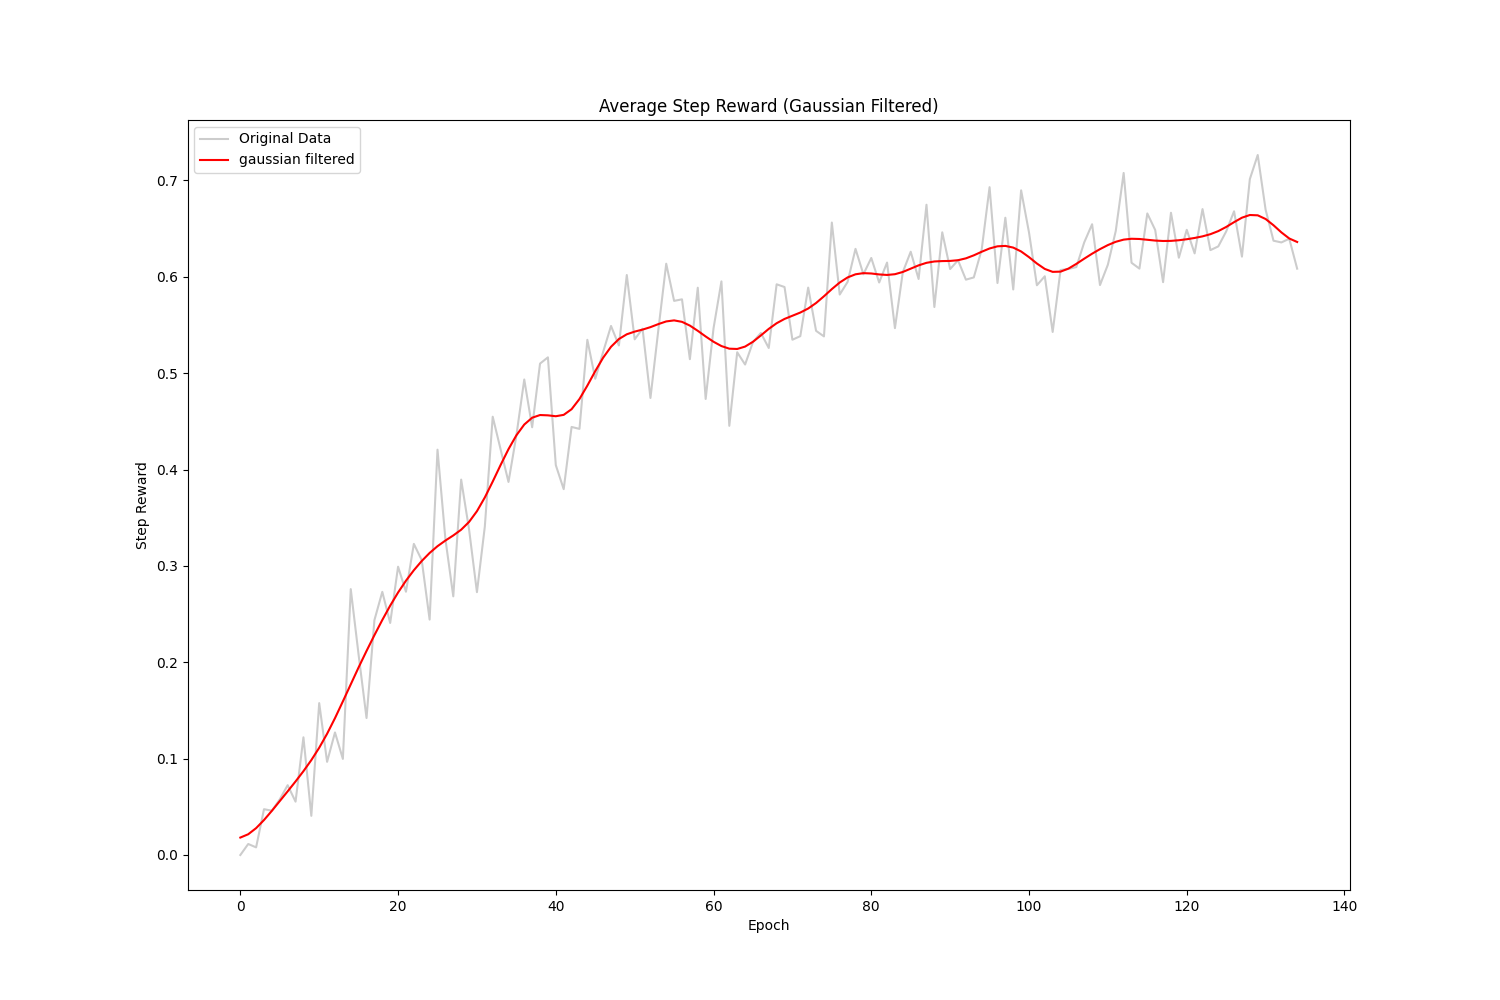 Average Step Reward (Gaussian Filtered)
Original Data
gaussian filtered
0.7
0.6
0.5
0.4
0.3
0.2
0.1
0.0
Step Reward
0 20 40 60 80 100 120 140
Epoch